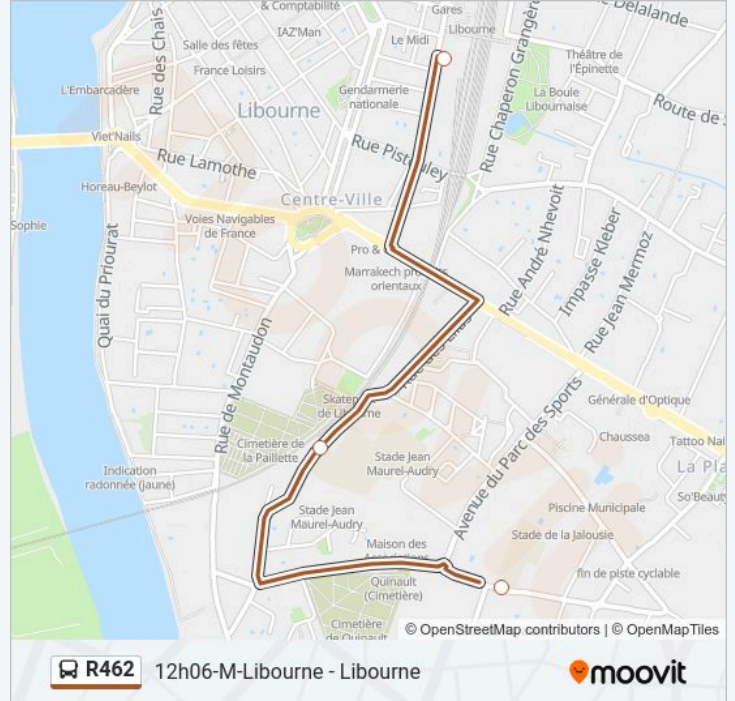 & Comptabilité
Gares
Libourne
Delalande
IAZ'Man
Le Midi
Salle des fêtes
Rue des Chais
Rue Chaperon Grangère
Théâtre de
l'Épinette
France Loisirs
L'Embarcadère
Gendarmerie
nationale
La Boule
Libournaise
Libourne
Route de
Viet'Nails
Rue Lamothe
Rue Pistouley
Horeau-Beylot
Centre-Ville
Sophie
Voies Navigables
de France
Rue André Nhevoit
Impasse Kleber
Rue Jean Mermoz
Pro &
Quai du Priourat
Marrakech
orientaux
Rue de Montaudon
Générale d'Optique
Cimetière de
la Paillette
Avenue du Parc des Sports
Chaussea
Tattoo Nai
Stade Jean
Maurel-Audry
La Pla
Indication
radonnée (jaune)
So'Beauty
Stade Jean
Maurel-Audry
Piscine Municipale
Stade de la Jalousie
Maison des
fin de piste cyclable
Quinault
(Cimetière)
Cimetière
de Quinault
© OpenStreetMap contributors | © OpenMapTiles
R462 12h06-M-Libourne - Libourne
moovit